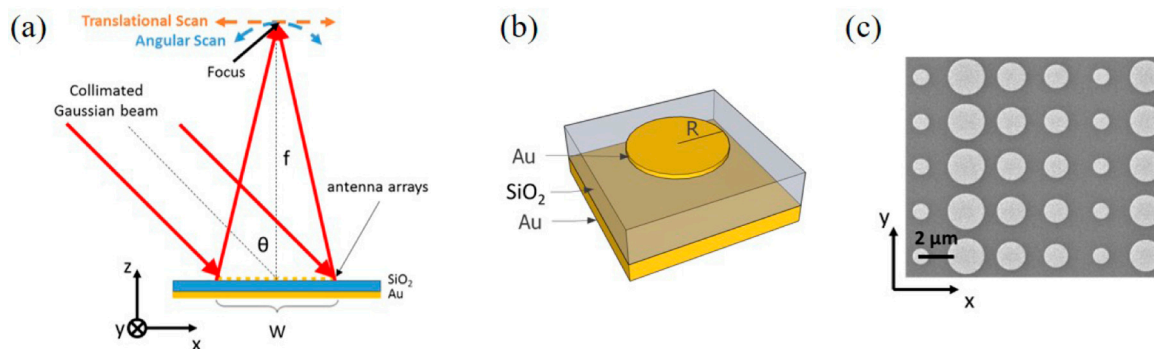 (a)
Translational Scan
Angular Scan
Focus
Collimated
Gaussian beam
f
antenna arrays
θ
z
SiO₂
Au
y
x
W
(b)
R
Au
SiO₂
Au
(c)
y
2 μm
x